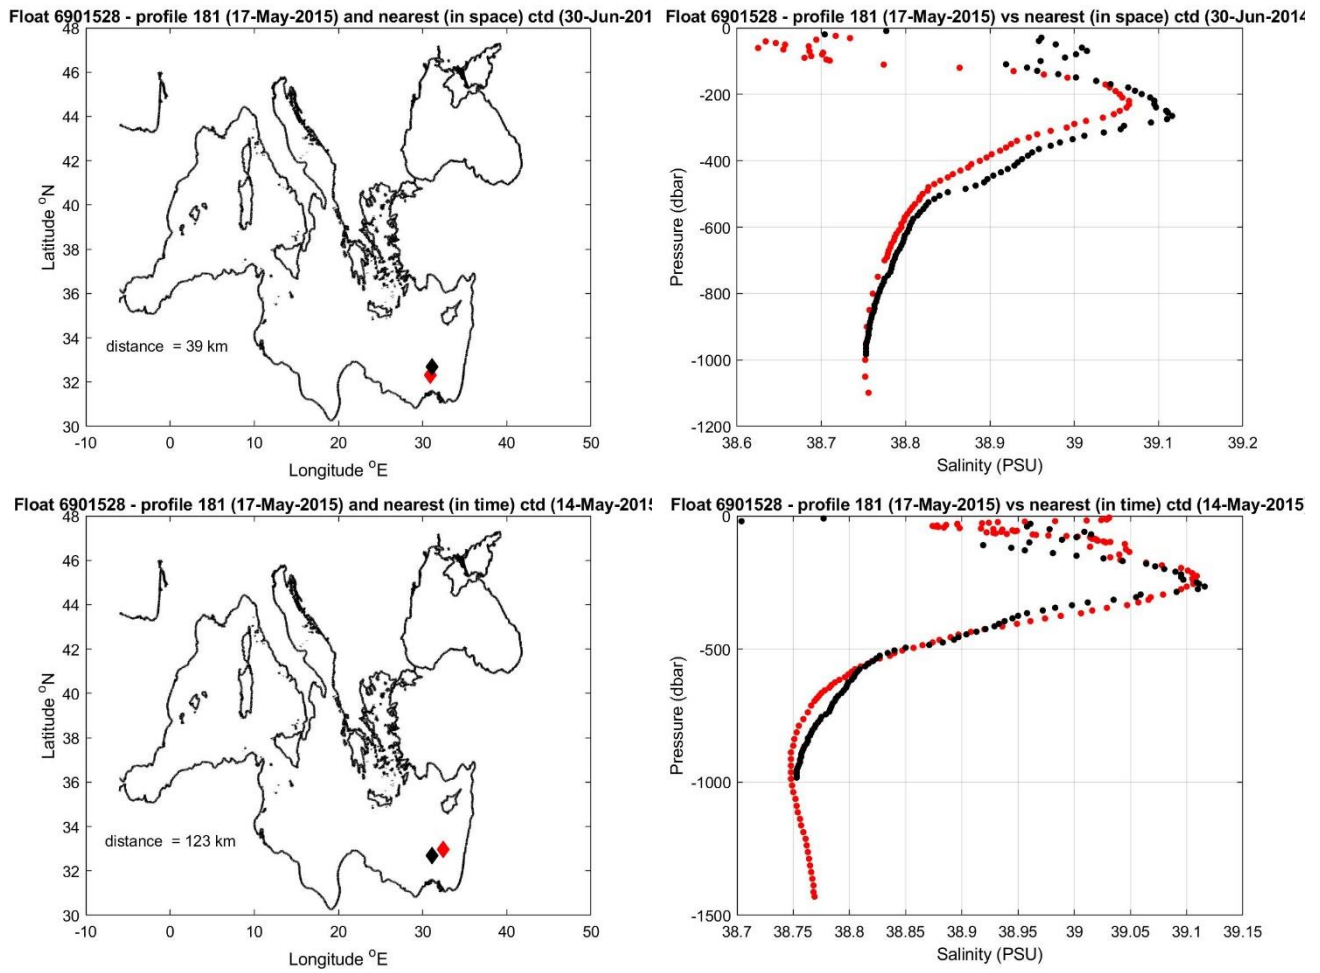 Float 6901528 - profile 181 (17-May-2015) and nearest (in space) ctd (30-Jun-201
48
46
44
42
40
38
36
34
32
30
Latitude °N
distance = 39 km
-10 0 10 20 30 40 50
Longitude °E
Float 6901528 - profile 181 (17-May-2015) vs nearest (in space) ctd (30-Jun-2014
0
-200
-400
-600
-800
-1000
-1200
Pressure (dbar)
38.6 38.7 38.8 38.9 39 39.1 39.2
Salinity (PSU)
Float 6901528 - profile 181 (17-May-2015) and nearest (in time) ctd (14-May-2015
48
46
44
42
40
38
36
34
32
30
Latitude °N
distance = 123 km
-10 0 10 20 30 40 50
Longitude °E
Float 6901528 - profile 181 (17-May-2015) vs nearest (in time) ctd (14-May-2015)
0
-500
-1000
-1500
Pressure (dbar)
38.7 38.75 38.8 38.85 38.9 38.95 39 39.05 39.1 39.15
Salinity (PSU)